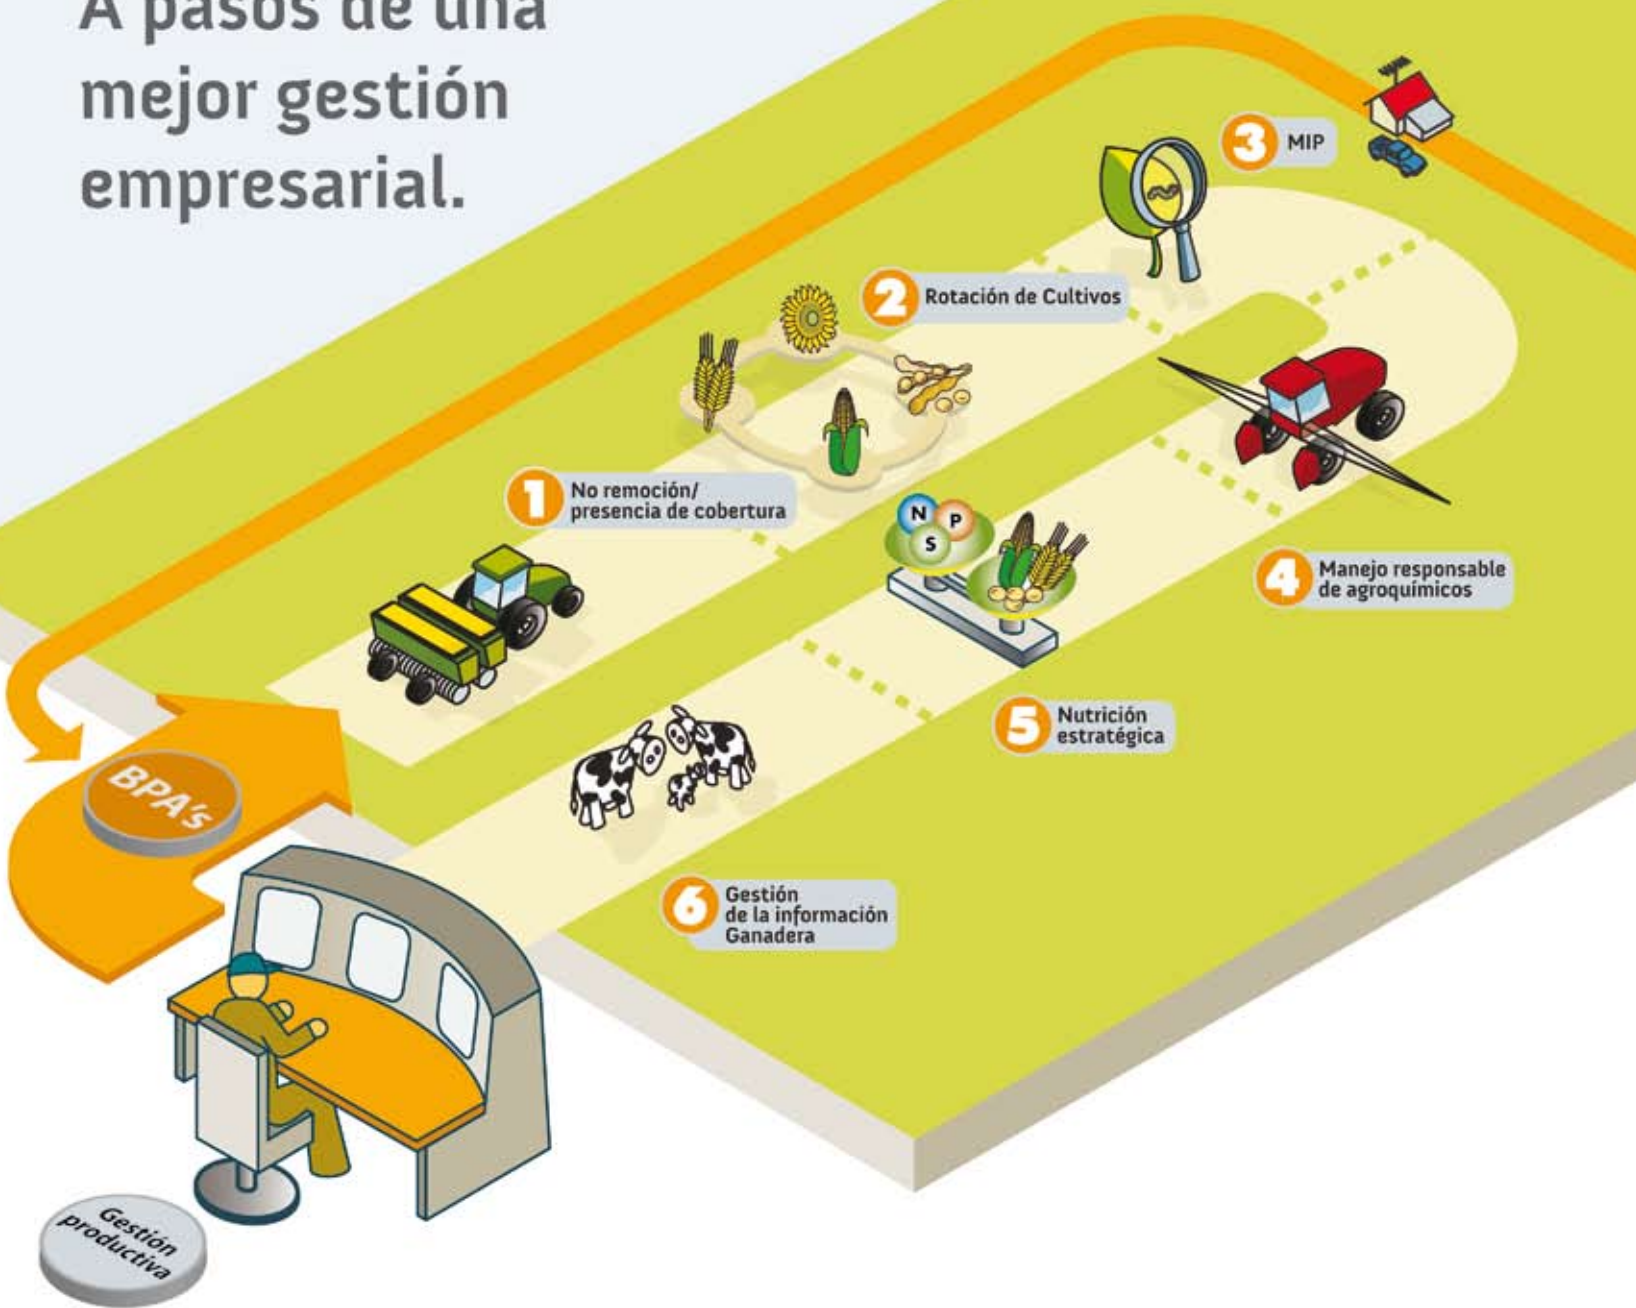 A pasos de una
mejor gestión
empresarial.
3 MIP
2 Rotación de Cultivos
1 No remoción/
presencia de cobertura
N P
S
4 Manejo responsable
de agroquímicos
5 Nutrición
estratégica
BPA's
6 Gestión
de la información
Ganadera
Gestión
productiva